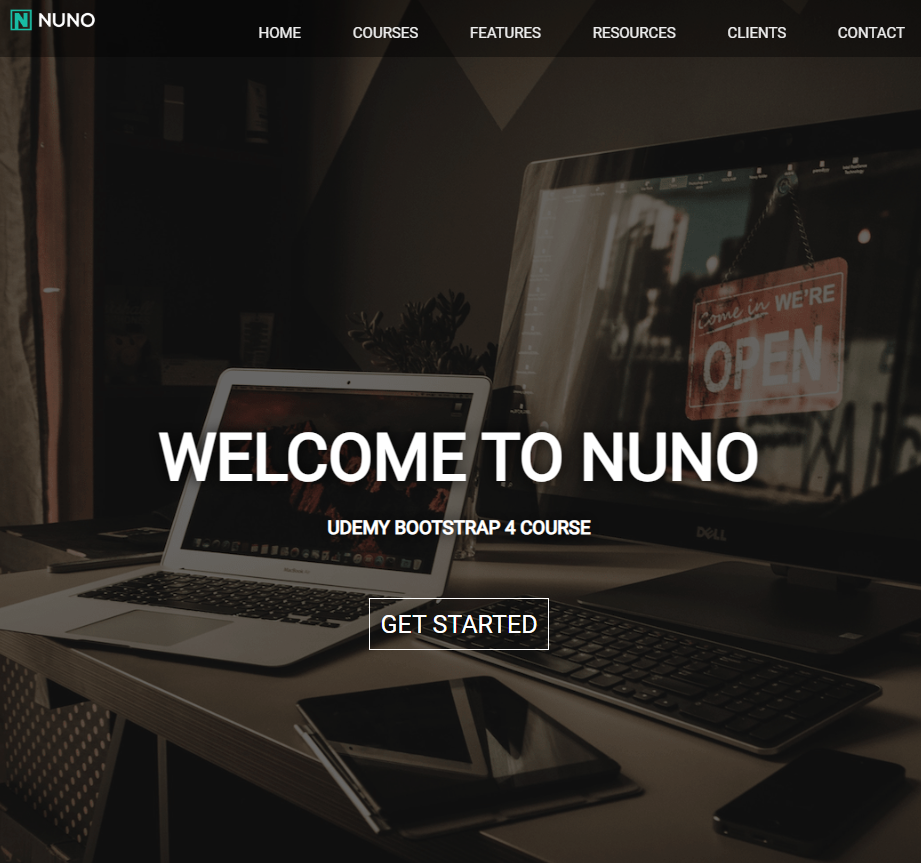 NUNO
HOME COURSES FEATURES RESOURCES CLIENTS CONTACT
Come in WE'RE
OPEN
WELCOME TO NUNO
UDEMY BOOTSTRAP 4 COURSE
DELL
GET STARTED